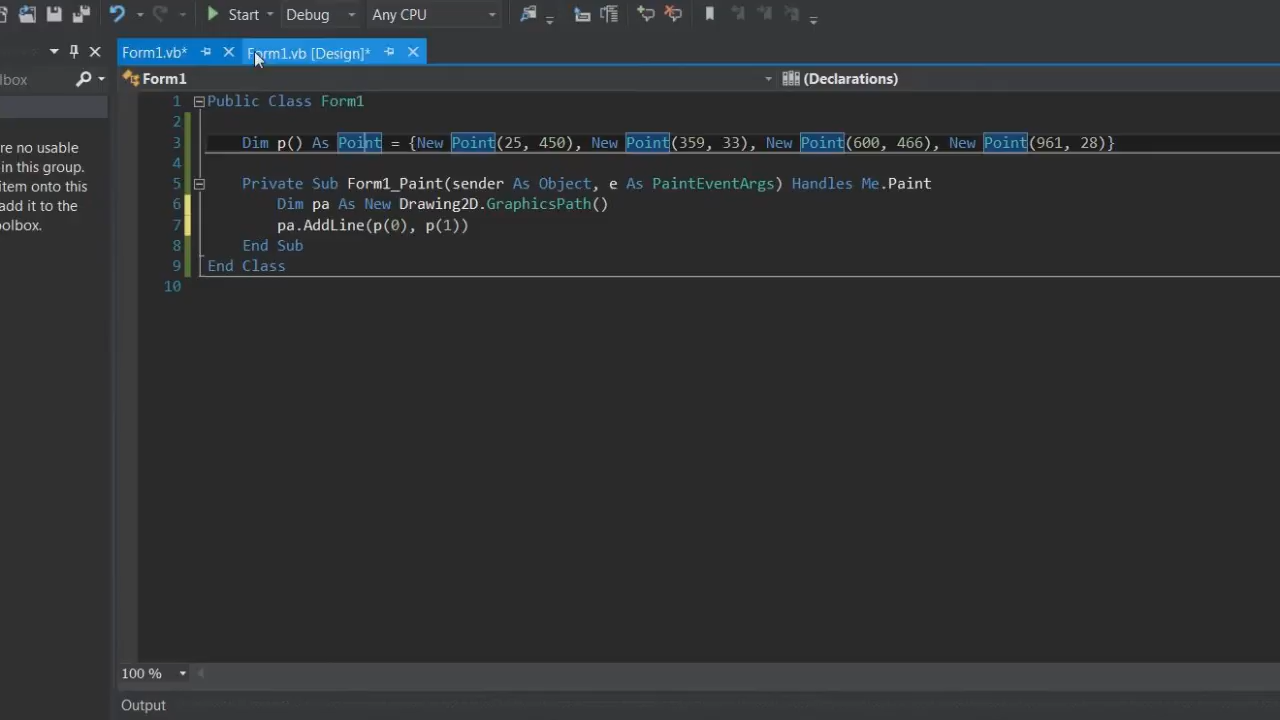 Start Debug Any CPU
Form1.vb* Form1.vb [Design]*
lbox
Form1 (Declarations)
re no usable
in this group.
item onto this
add it to the
oolbox.
1 Public Class Form1
2
3 Dim p() As Point = {New Point(25, 450), New Point(359, 33), New Point(600, 466), New Point(961, 28)}
4
5 Private Sub Form1_Paint(sender As Object, e As PaintEventArgs) Handles Me.Paint
6 Dim pa As New Drawing2D.GraphicsPath()
7 pa.AddLine(p(0), p(1))
8 End Sub
9 End Class
10
100 %
Output